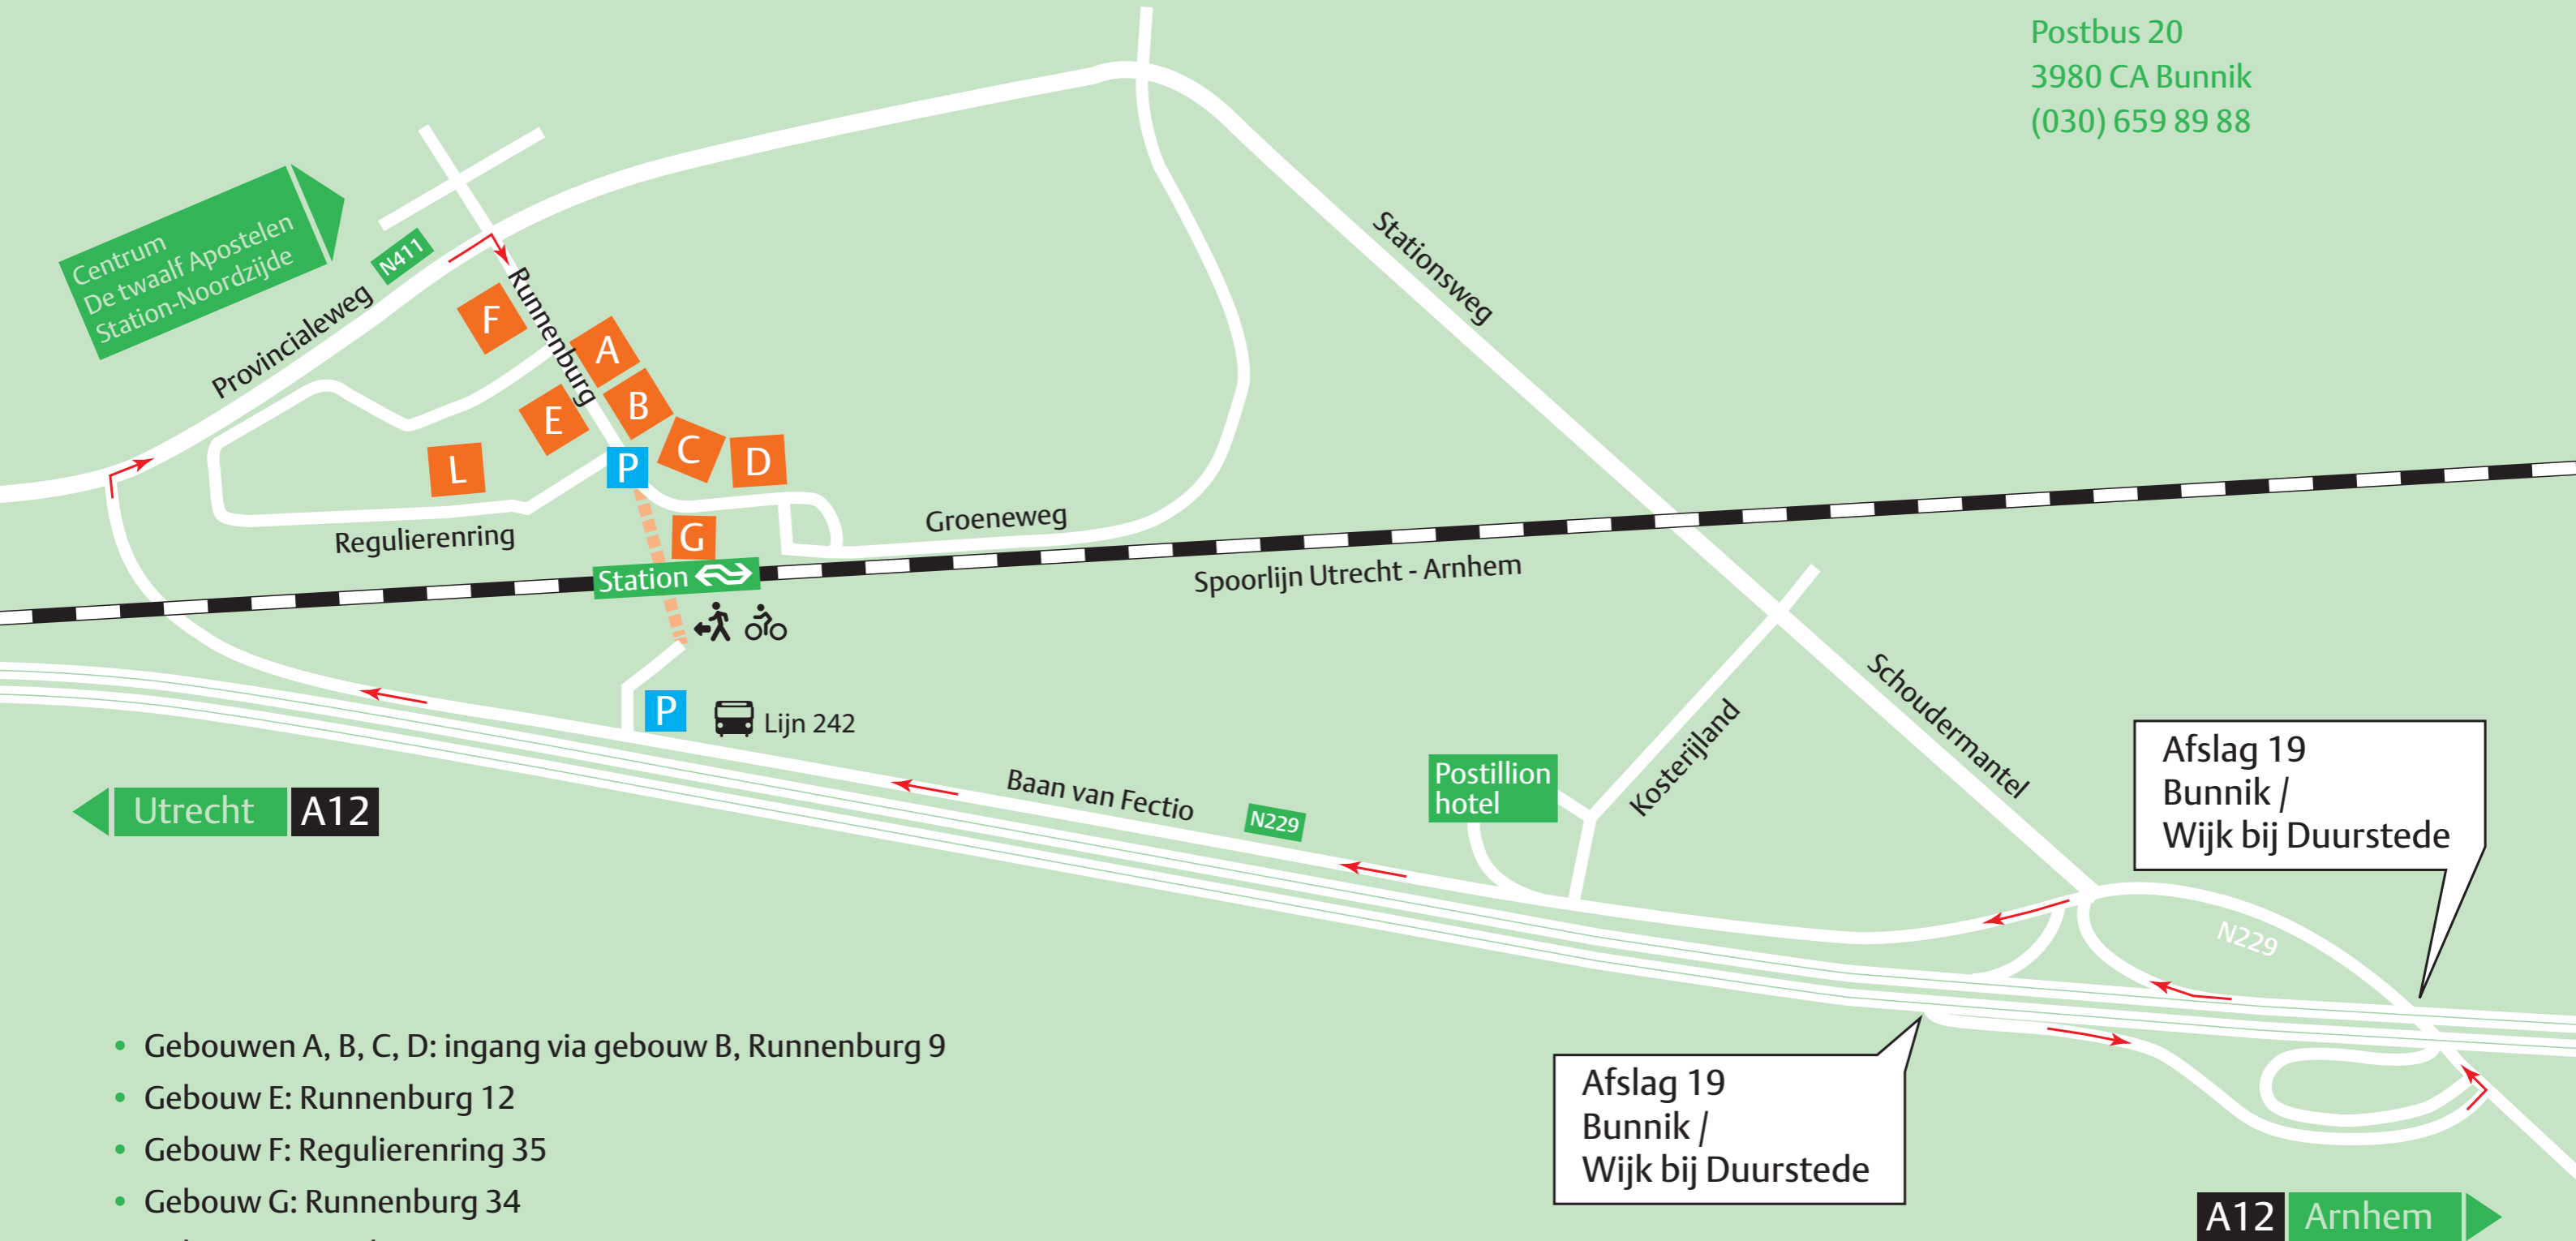 Postbus 20
3980 CA Bunnik
(030) 659 89 88
Centrum
De twaalf Apostelen
Station-Noordzijde
N411
Provincialeweg
Runnenburg
Stationsweg
F
A
B
E
C
D
L
P
G
Regulierenring
Groeneweg
Station
Spoorlijn Utrecht - Arnhem
P
Lijn 242
Utrecht
A12
Baan van Fectio
N229
Postillion
hotel
Kosterijland
Schoudermantel
Afslag 19
Bunnik /
Wijk bij Duurstede
N229
Afslag 19
Bunnik /
Wijk bij Duurstede
A12
Arnhem
• Gebouwen A, B, C, D: ingang via gebouw B, Runnenburg 9
• Gebouw E: Runnenburg 12
• Gebouw F: Regulierenring 35
• Gebouw G: Runnenburg 34